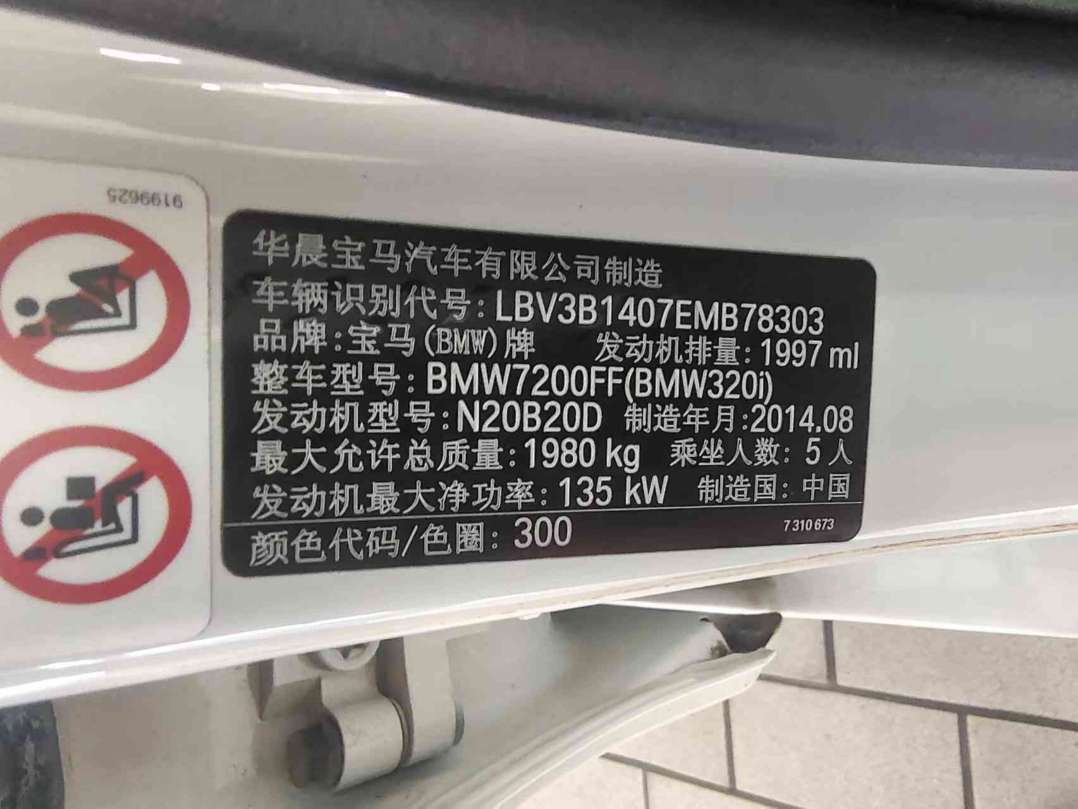 9199625
华晨宝马汽车有限公司制造
车辆识别代号: LBV3B1407EMB78303
品牌: 宝马(BMW)牌 发动机排量: 1997 ml
整车型号: BMW7200FF(BMW320i)
发动机型号: N20B20D 制造年月: 2014.08
最大允许总质量: 1980 kg 乘坐人数: 5 人
发动机最大净功率: 135 kW 制造国: 中国
颜色代码/色圈: 300 7 310 673